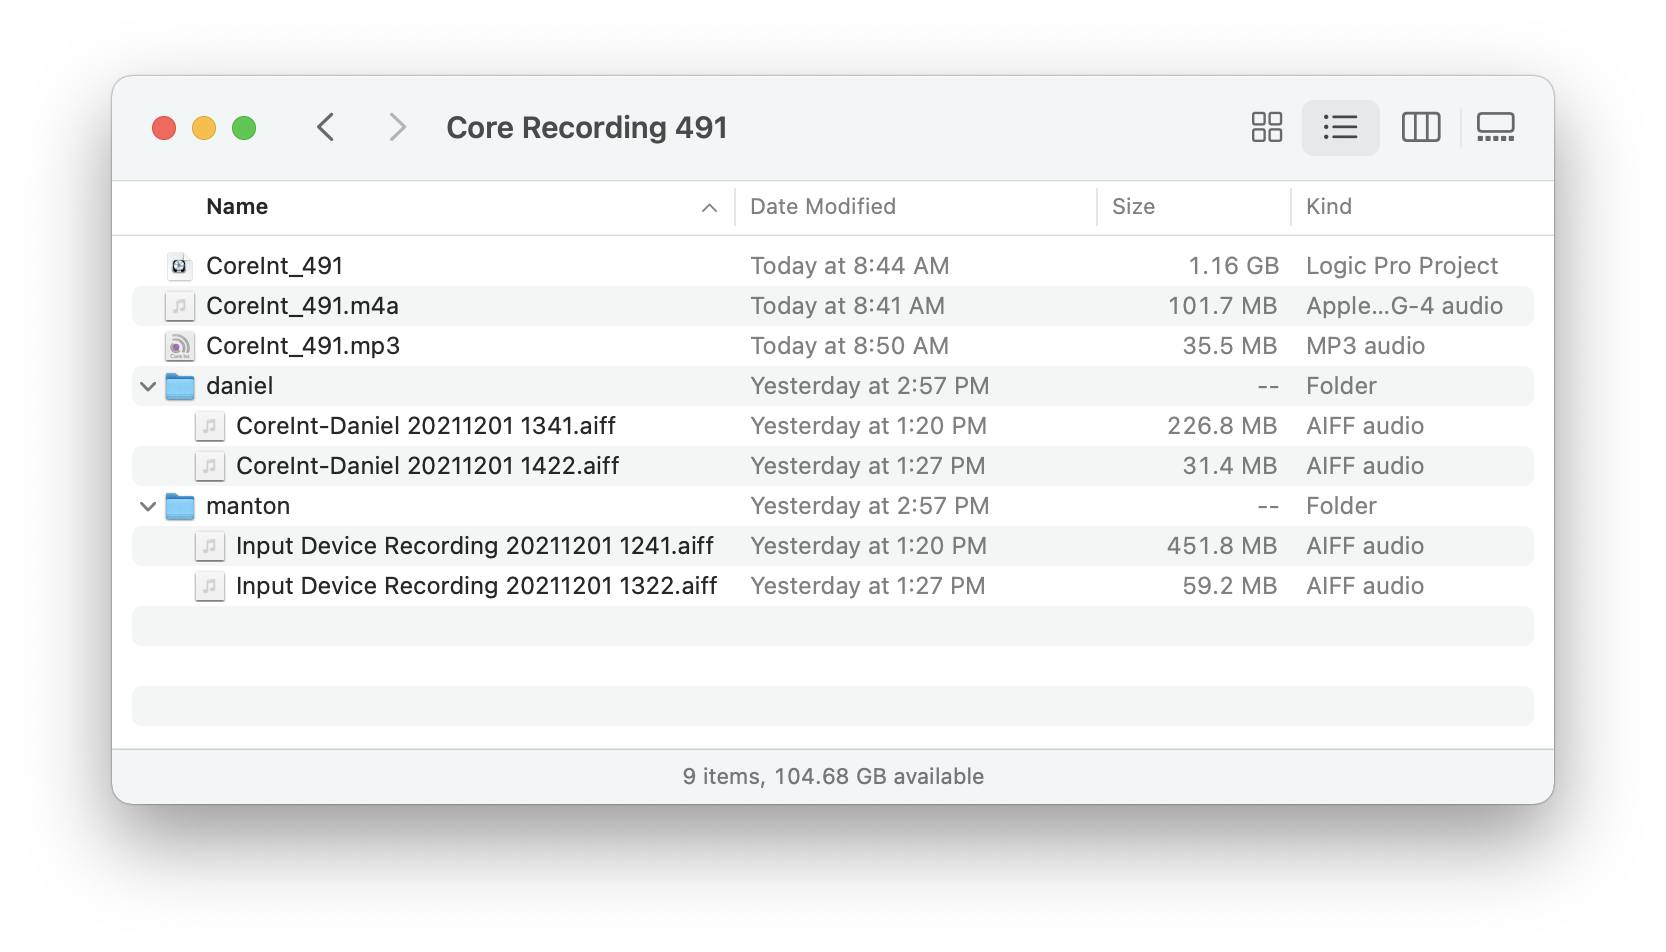 Core Recording 491
Name Date Modified Size Kind
CoreInt_491 Today at 8:44 AM 1.16 GB Logic Pro Project
CoreInt_491.m4a Today at 8:41 AM 101.7 MB Apple...G-4 audio
CoreInt_491.mp3 Today at 8:50 AM 35.5 MB MP3 audio
daniel Yesterday at 2:57 PM -- Folder
CoreInt-Daniel 20211201 1341.aiff Yesterday at 1:20 PM 226.8 MB AIFF audio
CoreInt-Daniel 20211201 1422.aiff Yesterday at 1:27 PM 31.4 MB AIFF audio
manton Yesterday at 2:57 PM -- Folder
Input Device Recording 20211201 1241.aiff Yesterday at 1:20 PM 451.8 MB AIFF audio
Input Device Recording 20211201 1322.aiff Yesterday at 1:27 PM 59.2 MB AIFF audio
9 items, 104.68 GB available